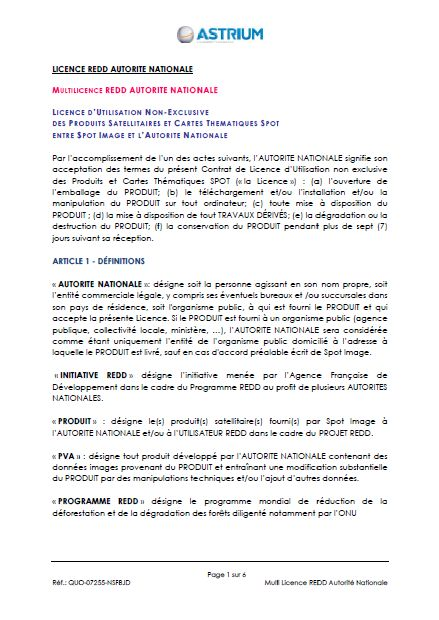 ASTRIUM
LICENCE REDD AUTORITE NATIONALE
MULTILICENCE REDD AUTORITE NATIONALE
LICENCE D'UTILISATION NON-EXCLUSIVE
DES PRODUITS SATELLITAIRES ET CARTES THEMATIQUES SPOT
ENTRE SPOT IMAGE ET L'AUTORITE NATIONALE
Par l'accomplissement de l'un des actes suivants, l'AUTORITE NATIONALE signifie son
acceptation des termes du présent Contrat de Licence d'Utilisation non exclusive
des Produits et Cartes Thématiques SPOT (« la Licence ») : (a) l'ouverture de
l'emballage du PRODUIT; (b) le téléchargement et/ou l'installation et/ou la
manipulation du PRODUIT sur tout ordinateur; (c) toute mise à disposition du
PRODUIT ; (d) la mise à disposition de tout TRAVAUX DÉRIVÉS; (e) la dégradation ou la
destruction du PRODUIT; (f) la conservation du PRODUIT pendant plus de sept (7)
jours suivant sa réception.
ARTICLE 1 - DÉFINITIONS
« AUTORITE NATIONALE »: désigne soit la personne agissant en son nom propre, soit
l'entité commerciale légale, y compris ses éventuels bureaux et /ou succursales dans
son pays de résidence, soit l'organisme public, à qui est fourni le PRODUIT et qui
accepte la présente Licence. Si le PRODUIT est fourni à un organisme public (agence
publique, collectivité locale, ministère, …), l'AUTORITE NATIONALE sera considérée
comme étant uniquement l'entité de l'organisme public domicilié à l'adresse à
laquelle le PRODUIT est livré, sauf en cas d'accord préalable écrit de Spot Image.
« INITIATIVE REDD » désigne l'initiative menée par l'Agence Française de
Développement dans le cadre du Programme REDD au profit de plusieurs AUTORITES
NATIONALES.
« PRODUIT » : désigne le(s) produit(s) satellitaire(s) fourni(s) par Spot Image à
l'AUTORITE NATIONALE et/ou à l'UTILISATEUR REDD dans le cadre du PROJET REDD.
« PVA » : désigne tout produit développé par l'AUTORITE NATIONALE contenant des
données images provenant du PRODUIT et entraînant une modification substantielle
du PRODUIT par des manipulations techniques et/ou l'ajout d'autres données.
« PROGRAMME REDD » désigne le programme mondial de réduction de la
déforestation et de la dégradation des forêts diligenté notamment par l'ONU
Page 1 sur 6
Réf.: QUO-07255-NSFBJD Multi Licence REDD Autorité Nationale